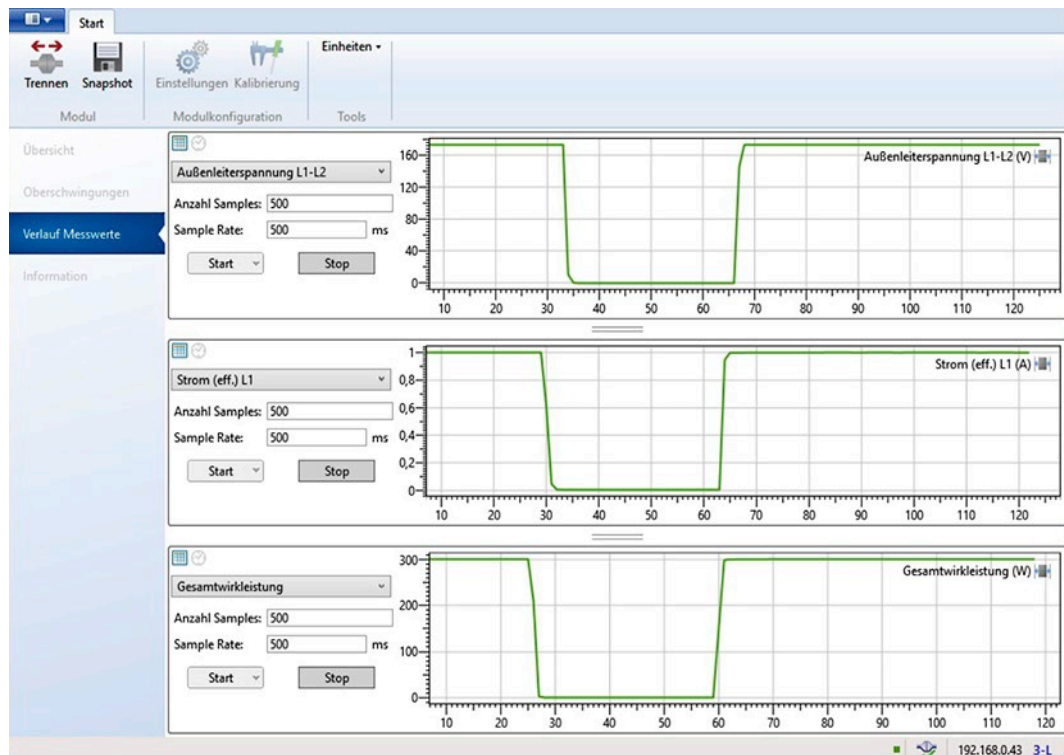 Start
Trennen Snapshot Einstellungen Kalibrierung Einheiten
Modul Modulkonfiguration Tools
Übersicht
Oberschwingungen
Verlauf Messwerte
Information
Außenleiterspannung L1-L2
Anzahl Samples: 500
Sample Rate: 500 ms
Start Stop
Außenleiterspannung L1-L2 (V)
160
120
80
40
0
10 20 30 40 50 60 70 80 90 100 110 120
Strom (eff.) L1
Anzahl Samples: 500
Sample Rate: 500 ms
Start Stop
Strom (eff.) L1 (A)
1
0,8
0,6
0,4
0,2
0
10 20 30 40 50 60 70 80 90 100 110 120
Gesamtwirkleistung
Anzahl Samples: 500
Sample Rate: 500 ms
Start Stop
Gesamtwirkleistung (W)
300
200
100
0
10 20 30 40 50 60 70 80 90 100 110 120
192.168.0.43 3-L